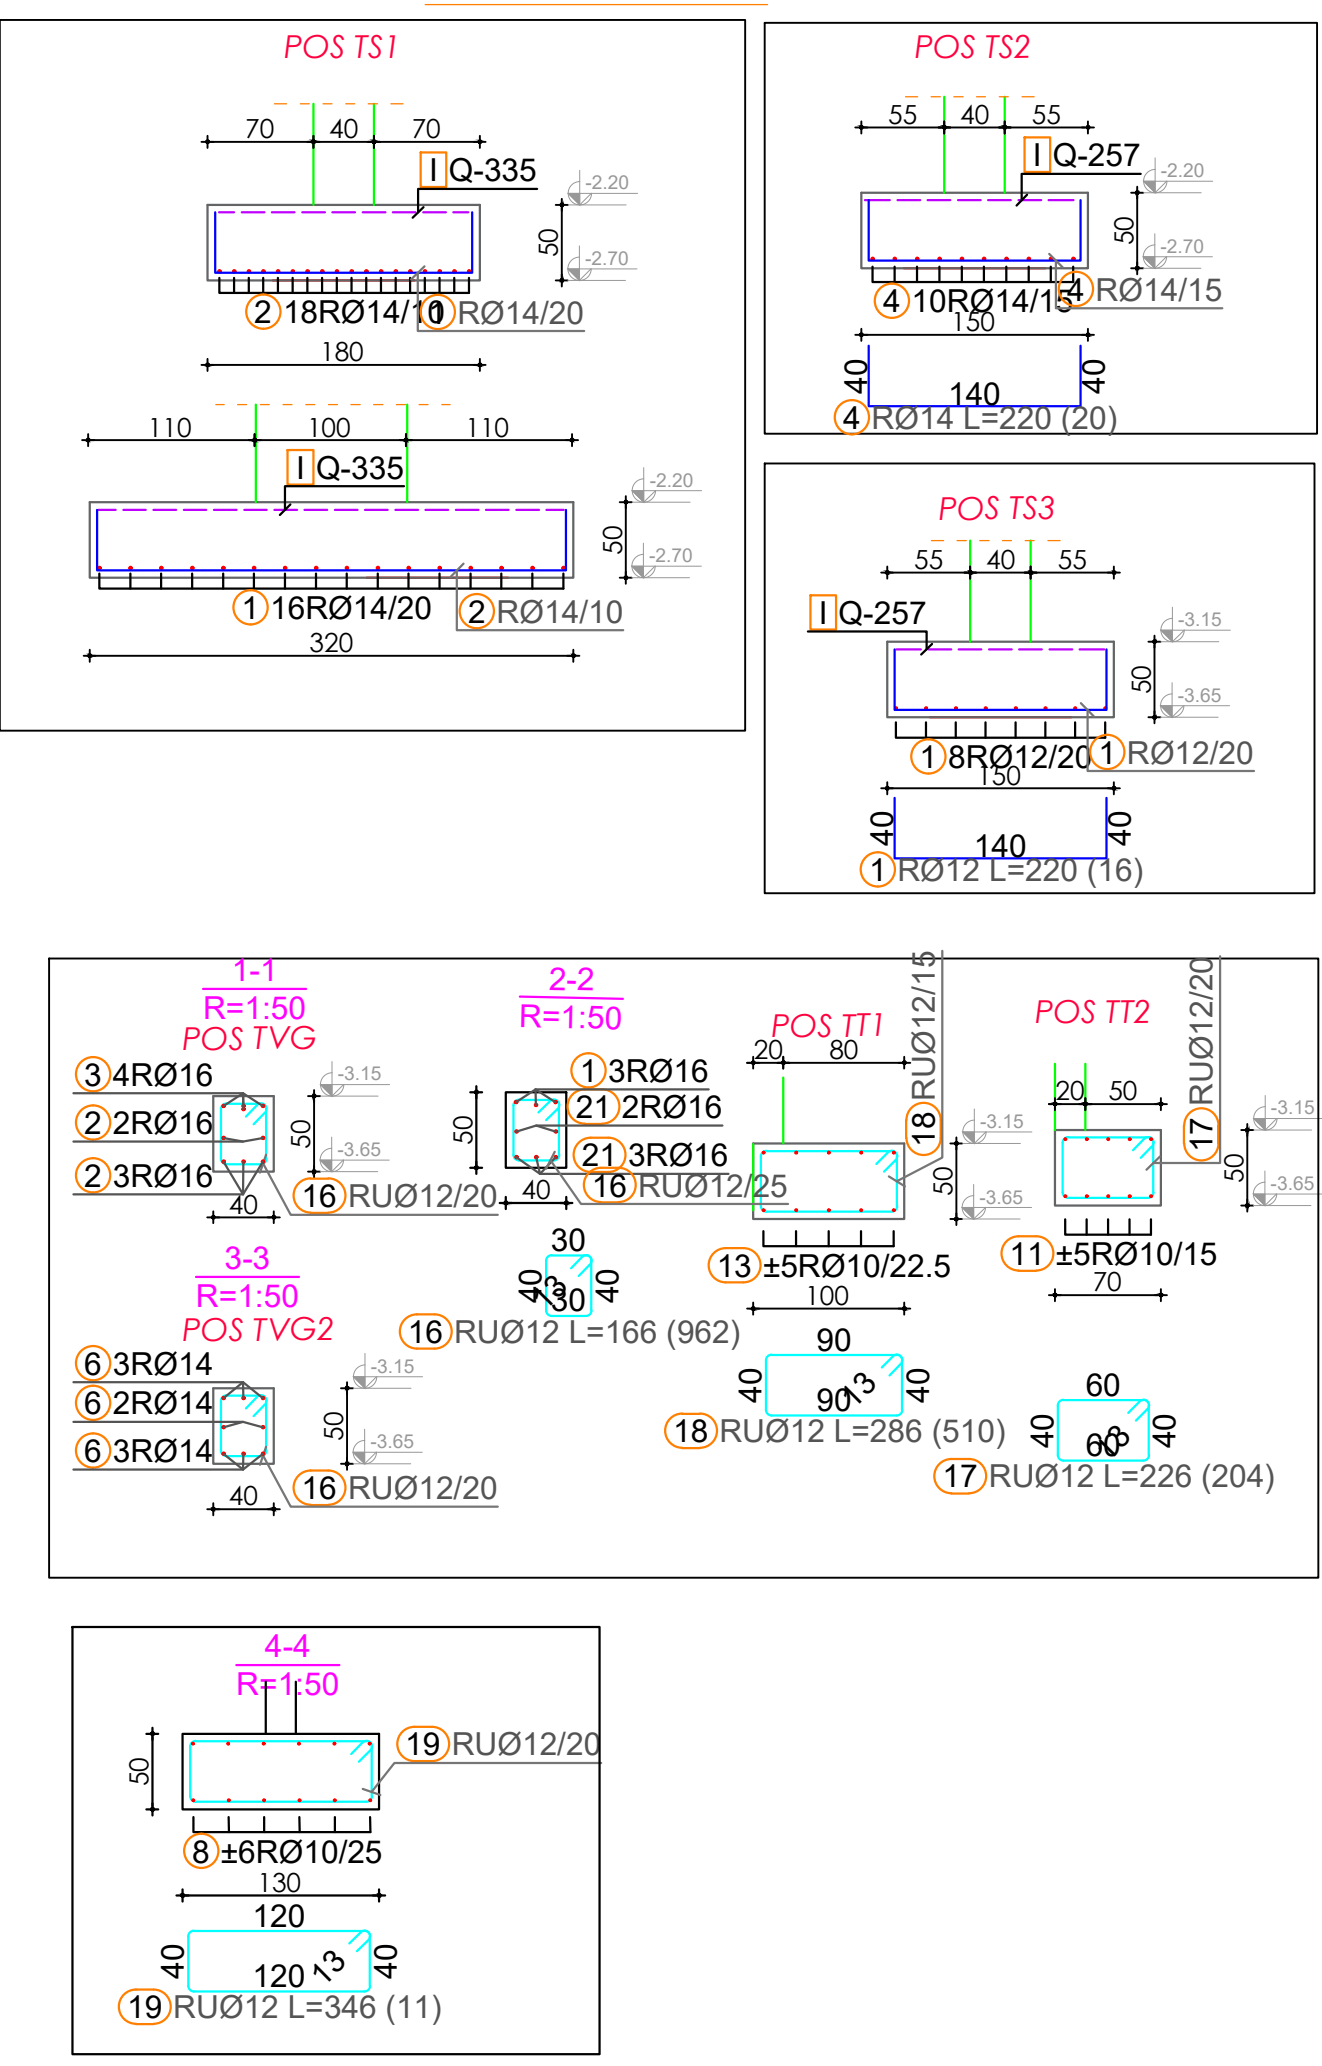 POS TS1
70 40 70
I Q-335
-2.20
50
-2.70
2 18RØ14/10 1 RØ14/20
180
110 100 110
I Q-335
-2.20
50
-2.70
1 16RØ14/20 2 RØ14/10
320
POS TS2
55 40 55
I Q-257
-2.20
50
-2.70
4 10RØ14/15 4 RØ14/15
150
40 140 40
4 RØ14 L=220 (20)
POS TS3
55 40 55
I Q-257
-3.15
50
-3.65
1 8RØ12/20 1 RØ12/20
150
40 140 40
1 RØ12 L=220 (16)
1-1
R=1:50
POS TVG
3 4RØ16
2 2RØ16
2 3RØ16
-3.15
50
-3.65
16 RUØ12/20
40
2-2
R=1:50
1 3RØ16
21 2RØ16
21 3RØ16
16 RUØ12/25
50
40
30
40 13 40
30
16 RUØ12 L=166 (962)
3-3
R=1:50
POS TVG2
6 3RØ14
6 2RØ14
6 3RØ14
-3.15
50
-3.65
16 RUØ12/20
40
POS TT1
20 80
18 RUØ12/15
-3.15
50
-3.65
13 ±5RØ10/22.5
100
90
40 90 13 40
18 RUØ12 L=286 (510)
POS TT2
20 50
17 RUØ12/20
-3.15
50
-3.65
11 ±5RØ10/15
70
60
40 60 13 40
17 RUØ12 L=226 (204)
4-4
R=1:50
19 RUØ12/20
50
8 ±6RØ10/25
130
120
40 120 13 40
19 RUØ12 L=346 (11)